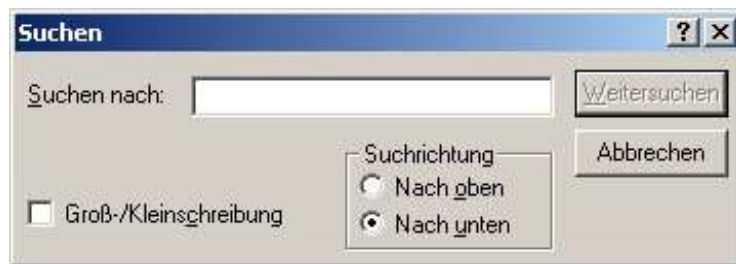 Suchen
Suchen nach:
Weitersuchen
Suchrichtung
Abbrechen
Nach oben
Groß-/Kleinschreibung
Nach unten